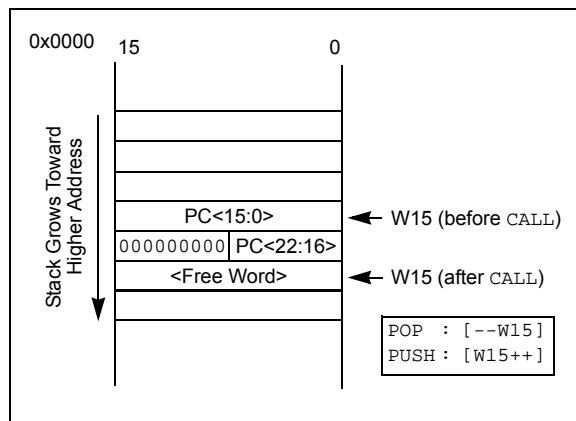 0x0000 15 0
Stack Grows Toward
Higher Address
PC<15:0> W15 (before CALL)
000000000 PC<22:16>
<Free Word> W15 (after CALL)
POP : [--W15]
PUSH : [W15++]